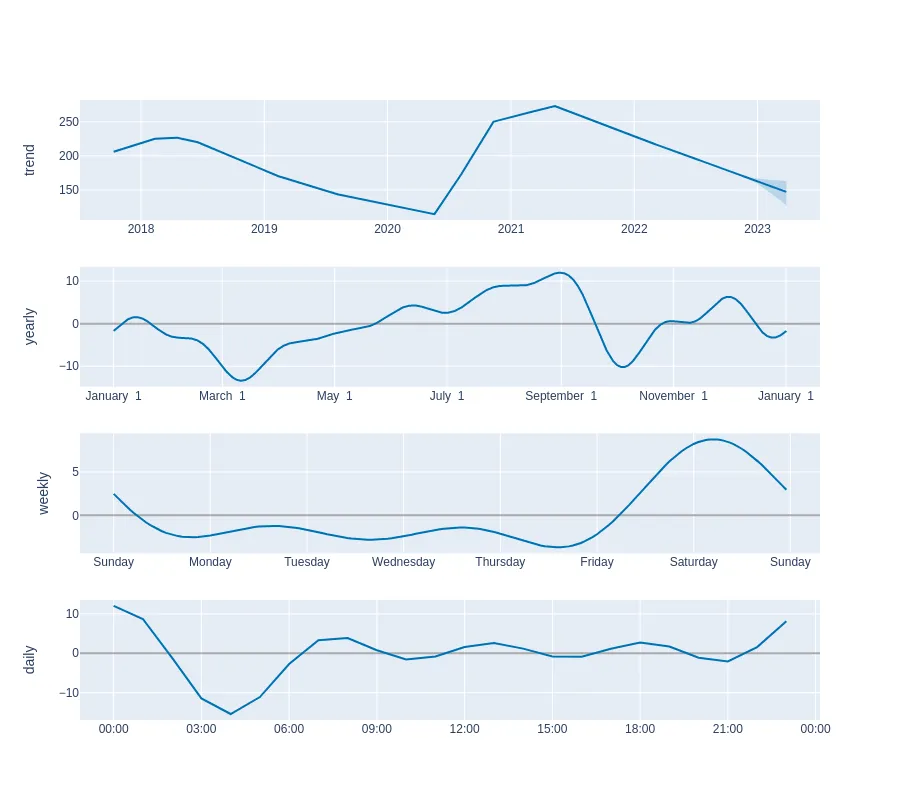 trend
250
200
150
2018 2019 2020 2021 2022 2023
yearly
10
0
−10
January 1 March 1 May 1 July 1 September 1 November 1 January 1
weekly
5
0
Sunday Monday Tuesday Wednesday Thursday Friday Saturday Sunday
daily
10
0
−10
00:00 03:00 06:00 09:00 12:00 15:00 18:00 21:00 00:00